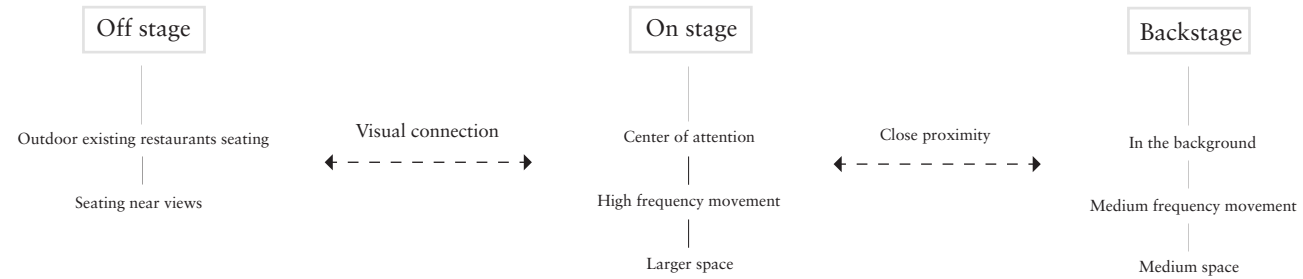 Off stage
On stage
Backstage
Outdoor existing restaurants seating
Visual connection
Center of attention
Close proximity
In the background
Seating near views
High frequency movement
Medium frequency movement
Larger space
Medium space